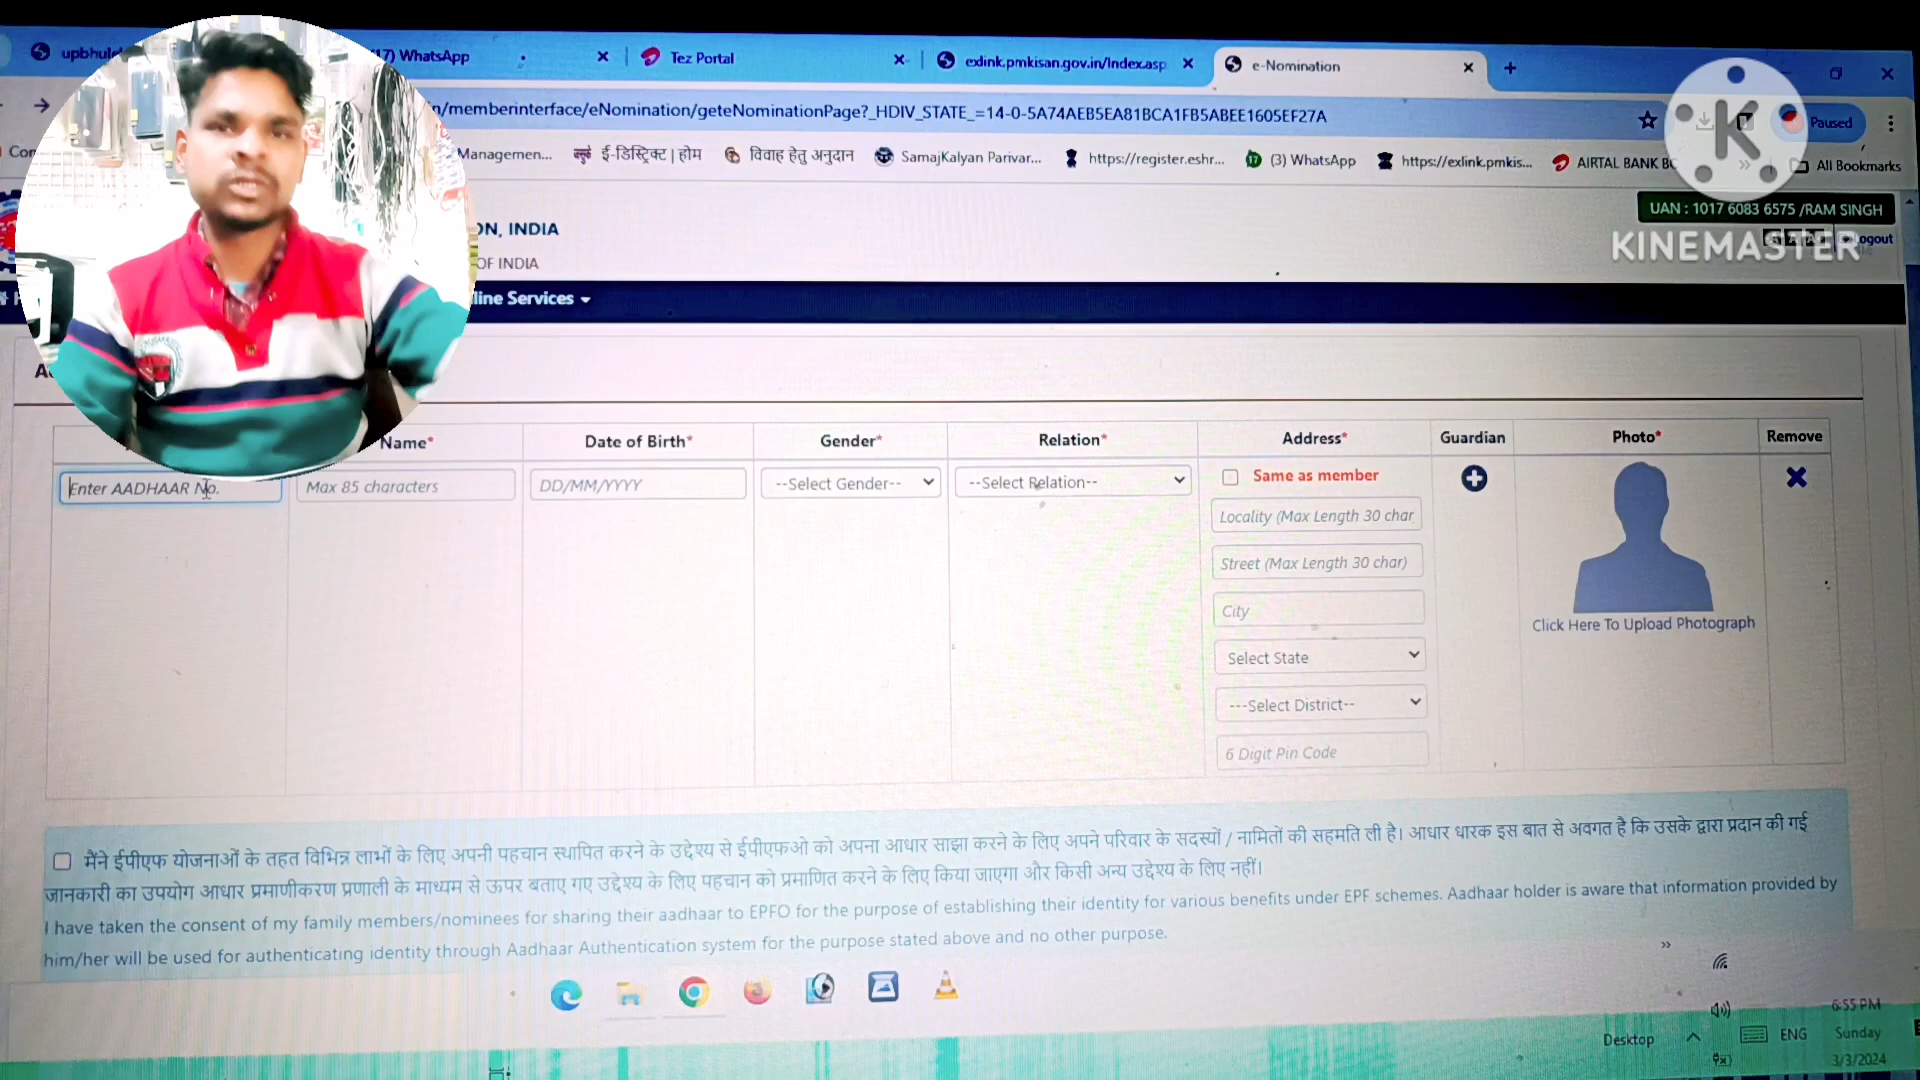 upbhul
17) WhatsApp
Tez Portal
exlink.pmkisan.gov.in/Index.asp
e-Nomination
n/memberinterface/eNomination/geteNominationPage?_HDIV_STATE_=14-0-5A74AEB5EA81BCA1FB5ABEE1605EF27A
Paused
Managemen...
ई-डिस्ट्रिक्ट | होम
विवाह हेतु अनुदान
SamajKalyan Parivar...
https://register.eshr...
(3) WhatsApp
https://exlink.pmkis...
AIRTAL BANK BC
All Bookmarks
UAN : 1017 6083 6575 /RAM SINGH
ON, INDIA
Logout
KINEMASTER
OF INDIA
line Services
Name*
Date of Birth*
Gender*
Relation*
Address*
Guardian
Photo*
Remove
Enter AADHAAR No.
Max 85 characters
DD/MM/YYYY
--Select Gender--
--Select Relation--
Same as member
Locality (Max Length 30 char
Street (Max Length 30 char)
City
Select State
---Select District--
6 Digit Pin Code
Click Here To Upload Photograph
मैंने ईपीएफ योजनाओं के तहत विभिन्न लाभों के लिए अपनी पहचान स्थापित करने के उद्देश्य से ईपीएफओ को अपना आधार साझा करने के लिए अपने परिवार के सदस्यों / नामितों की सहमति ली है। आधार धारक इस बात से अवगत है कि उसके द्वारा प्रदान की गई
जानकारी का उपयोग आधार प्रमाणीकरण प्रणाली के माध्यम से ऊपर बताए गए उद्देश्य के लिए पहचान को प्रमाणित करने के लिए किया जाएगा और किसी अन्य उद्देश्य के लिए नहीं।
I have taken the consent of my family members/nominees for sharing their aadhaar to EPFO for the purpose of establishing their identity for various benefits under EPF schemes. Aadhaar holder is aware that information provided by
him/her will be used for authenticating identity through Aadhaar Authentication system for the purpose stated above and no other purpose.
Desktop
ENG
6:55 PM
Sunday
3/3/2024